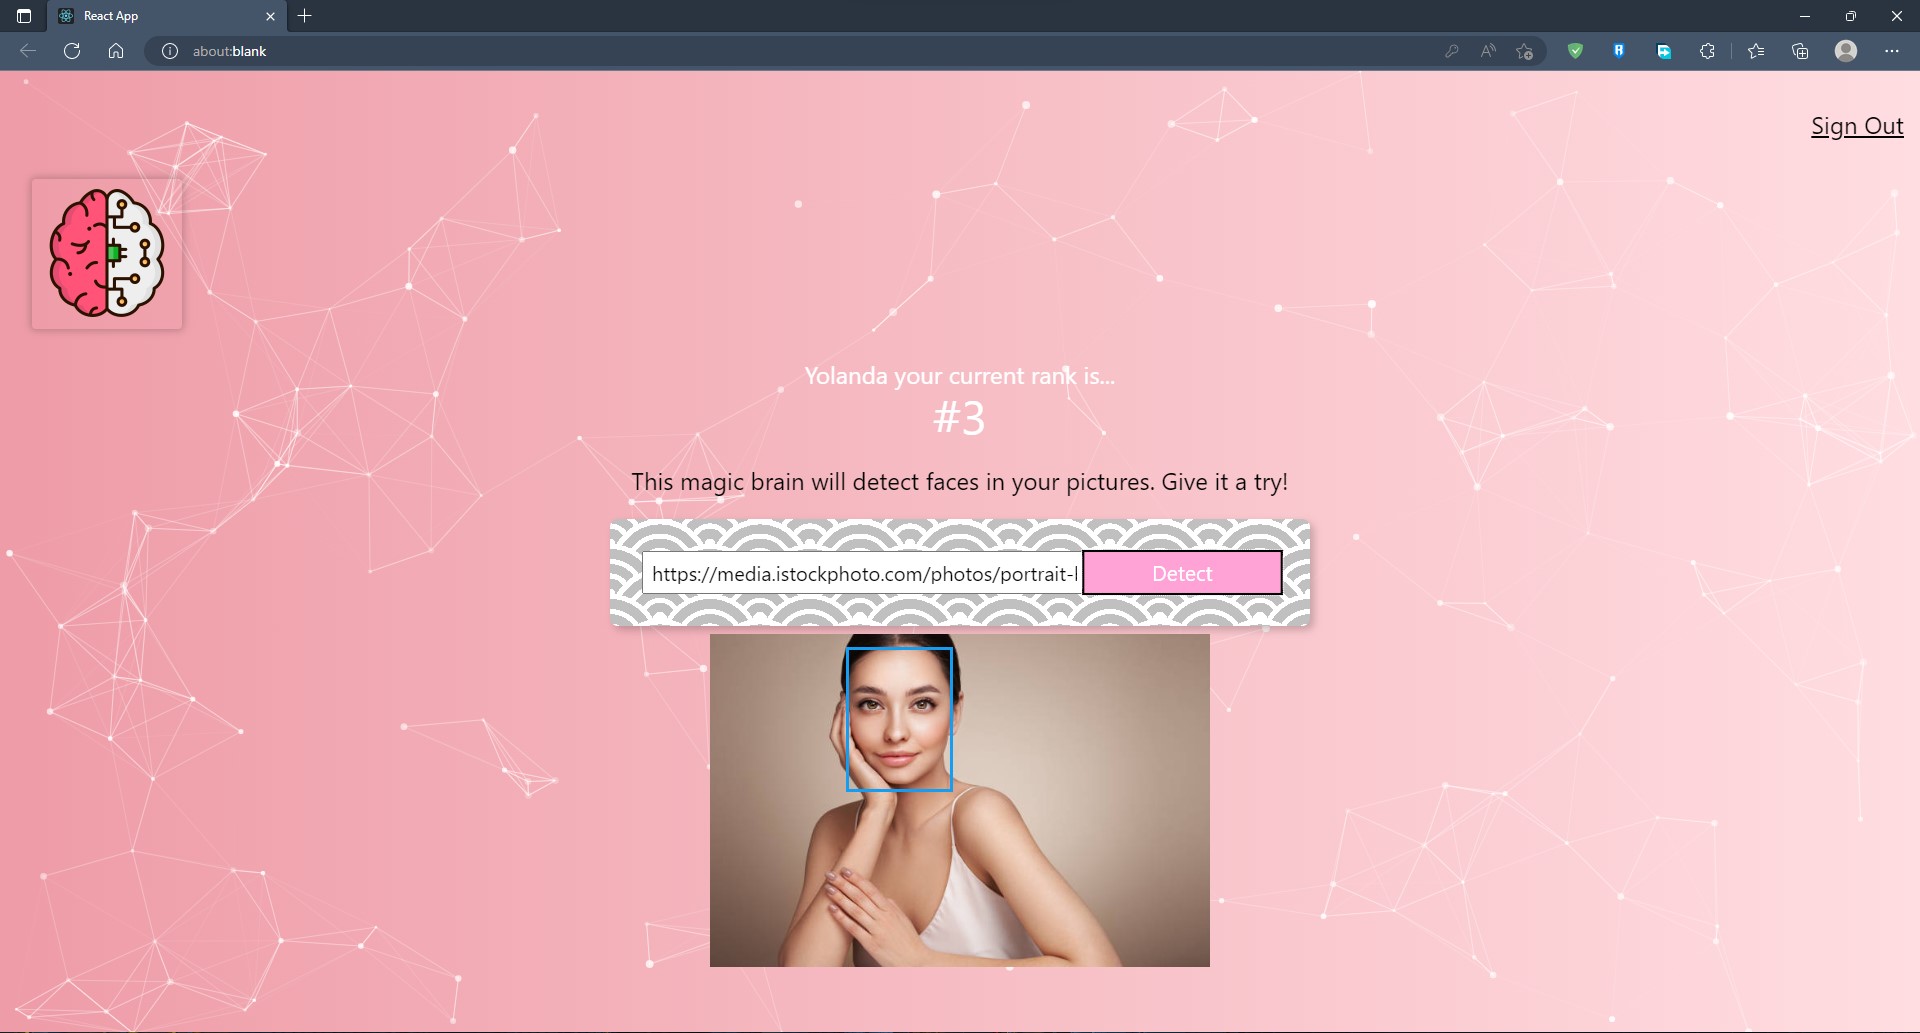 React App
about:blank
Sign Out
Yolanda your current rank is...
#3
This magic brain will detect faces in your pictures. Give it a try!
https://media.istockphoto.com/photos/portrait-
Detect